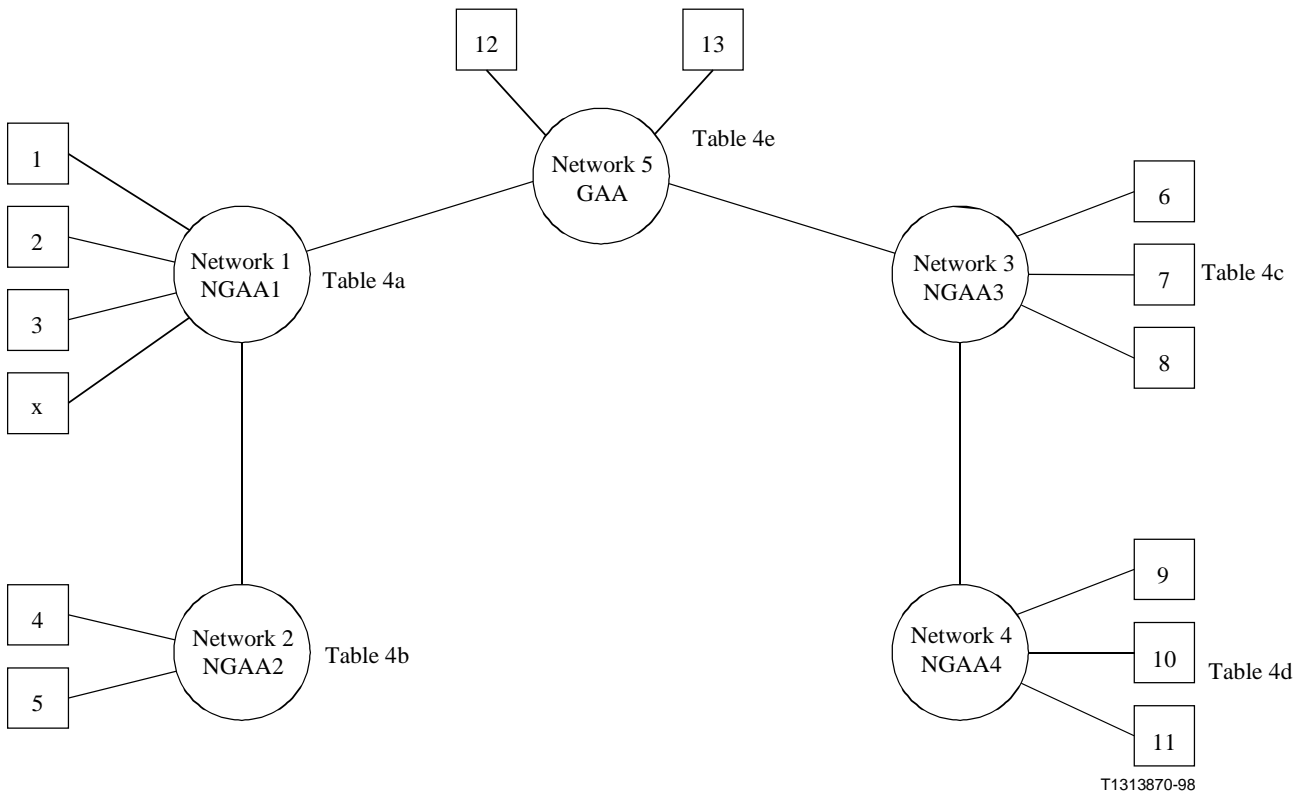 12
13
Network 5
GAA
Table 4e
1
2
3
x
Network 1
NGAA1
Table 4a
Network 3
NGAA3
6
7
8
Table 4c
4
5
Network 2
NGAA2
Table 4b
Network 4
NGAA4
9
10
11
Table 4d
T1313870-98